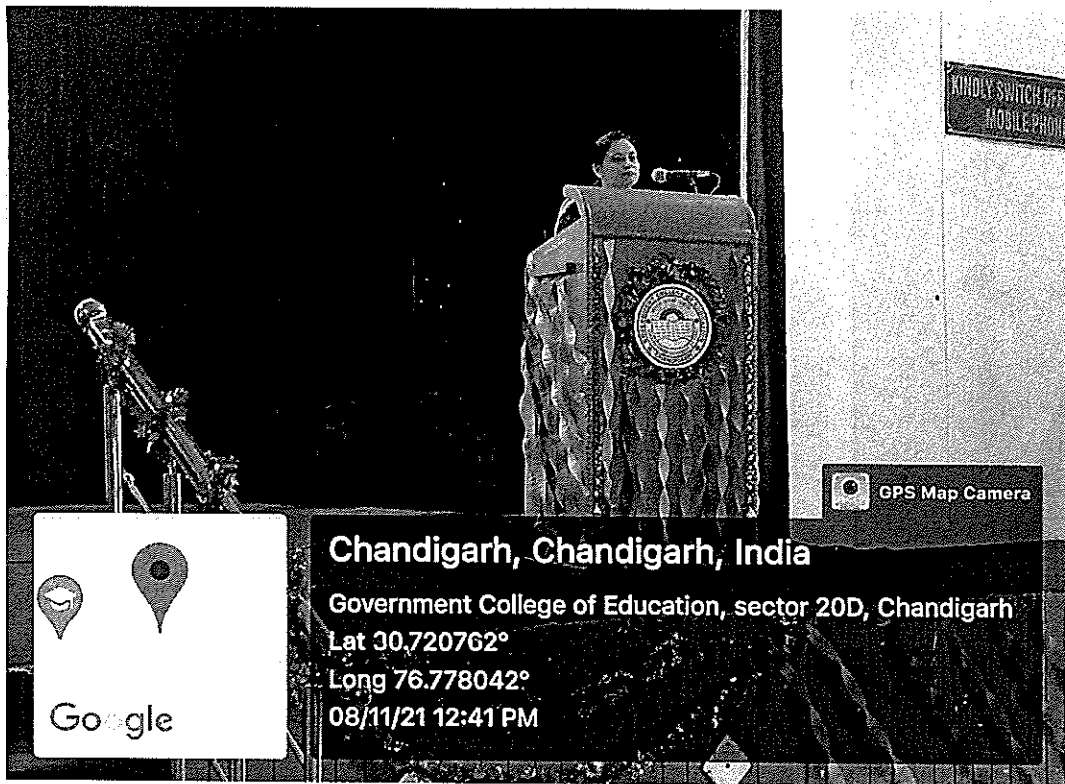 KINDLY SWITCH OFF
MOBILE PHONE
GPS Map Camera
Chandigarh, Chandigarh, India
Government College of Education, sector 20D, Chandigarh
Lat 30.720762°
Long 76.778042°
08/11/21 12:41 PM
Google